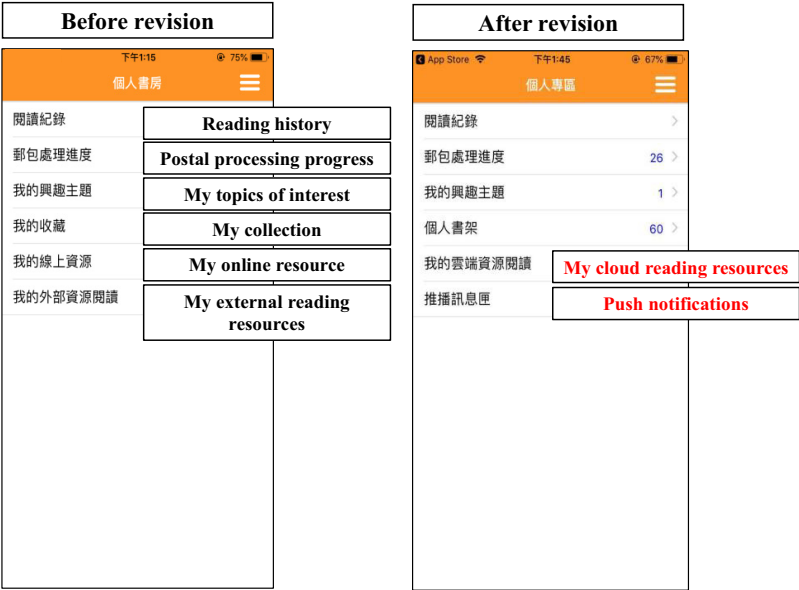 Before revision
下午1:15
75%
個人書房
閱讀紀錄
Reading history
郵包處理進度
Postal processing progress
我的興趣主題
My topics of interest
我的收藏
My collection
我的線上資源
My online resource
我的外部資源閱讀
My external reading
resources
After revision
App Store
下午1:45
67%
個人專區
閱讀紀錄
郵包處理進度
26
我的興趣主題
1
個人書架
60
我的雲端資源閱讀
My cloud reading resources
推播訊息匣
Push notifications